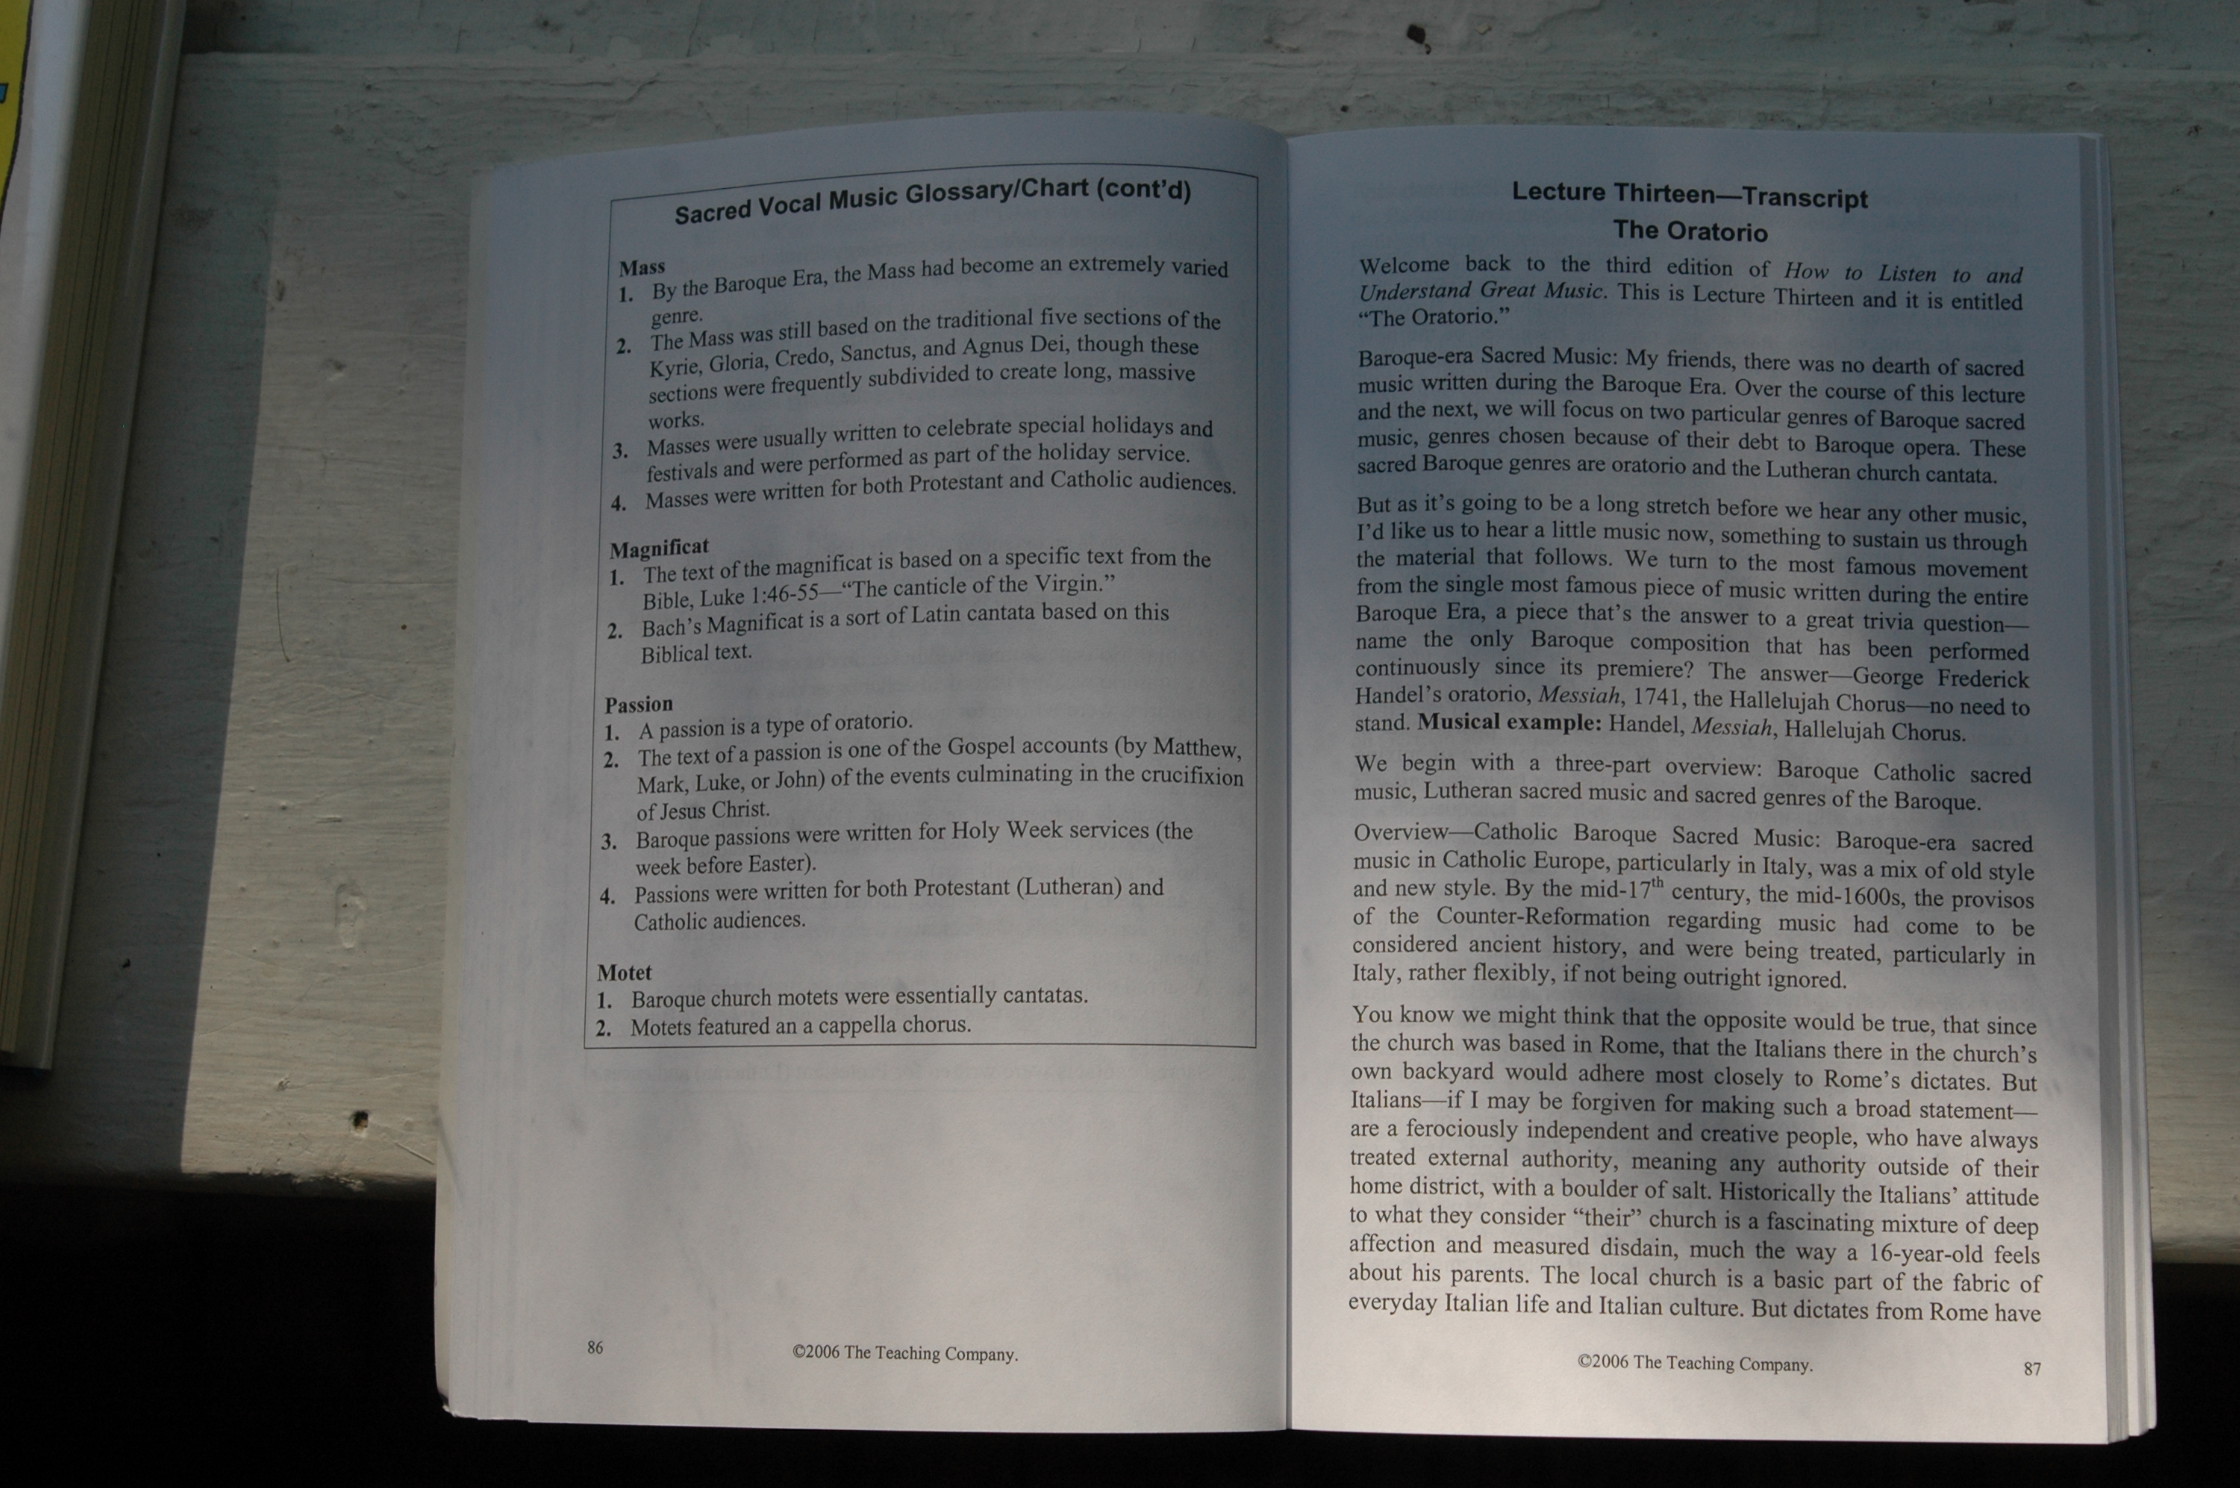 Sacred Vocal Music Glossary/Chart (cont'd)
Mass
1. By the Baroque Era, the Mass had become an extremely varied
genre.
2. The Mass was still based on the traditional five sections of the
Kyrie, Gloria, Credo, Sanctus, and Agnus Dei, though these
sections were frequently subdivided to create long, massive
works.
3. Masses were usually written to celebrate special holidays and
festivals and were performed as part of the holiday service.
4. Masses were written for both Protestant and Catholic audiences.
Magnificat
1. The text of the magnificat is based on a specific text from the
Bible, Luke 1:46-55—“The canticle of the Virgin.”
2. Bach’s Magnificat is a sort of Latin cantata based on this
Biblical text.
Passion
1. A passion is a type of oratorio.
2. The text of a passion is one of the Gospel accounts (by Matthew,
Mark, Luke, or John) of the events culminating in the crucifixion
of Jesus Christ.
3. Baroque passions were written for Holy Week services (the
week before Easter).
4. Passions were written for both Protestant (Lutheran) and
Catholic audiences.
Motet
1. Baroque church motets were essentially cantatas.
2. Motets featured an a cappella chorus.
86
©2006 The Teaching Company.
Lecture Thirteen—Transcript
The Oratorio
Welcome back to the third edition of How to Listen to and
Understand Great Music. This is Lecture Thirteen and it is entitled
“The Oratorio.”
Baroque-era Sacred Music: My friends, there was no dearth of sacred
music written during the Baroque Era. Over the course of this lecture
and the next, we will focus on two particular genres of Baroque sacred
music, genres chosen because of their debt to Baroque opera. These
sacred Baroque genres are oratorio and the Lutheran church cantata.
But as it’s going to be a long stretch before we hear any other music,
I’d like us to hear a little music now, something to sustain us through
the material that follows. We turn to the most famous movement
from the single most famous piece of music written during the entire
Baroque Era, a piece that’s the answer to a great trivia question—
name the only Baroque composition that has been performed
continuously since its premiere? The answer—George Frederick
Handel’s oratorio, Messiah, 1741, the Hallelujah Chorus—no need to
stand. Musical example: Handel, Messiah, Hallelujah Chorus.
We begin with a three-part overview: Baroque Catholic sacred
music, Lutheran sacred music and sacred genres of the Baroque.
Overview—Catholic Baroque Sacred Music: Baroque-era sacred
music in Catholic Europe, particularly in Italy, was a mix of old style
and new style. By the mid-17th century, the mid-1600s, the provisos
of the Counter-Reformation regarding music had come to be
considered ancient history, and were being treated, particularly in
Italy, rather flexibly, if not being outright ignored.
You know we might think that the opposite would be true, that since
the church was based in Rome, that the Italians there in the church’s
own backyard would adhere most closely to Rome’s dictates. But
Italians—if I may be forgiven for making such a broad statement—
are a ferociously independent and creative people, who have always
treated external authority, meaning any authority outside of their
home district, with a boulder of salt. Historically the Italians’ attitude
to what they consider “their” church is a fascinating mixture of deep
affection and measured disdain, much the way a 16-year-old feels
about his parents. The local church is a basic part of the fabric of
everyday Italian life and Italian culture. But dictates from Rome have
©2006 The Teaching Company.
87